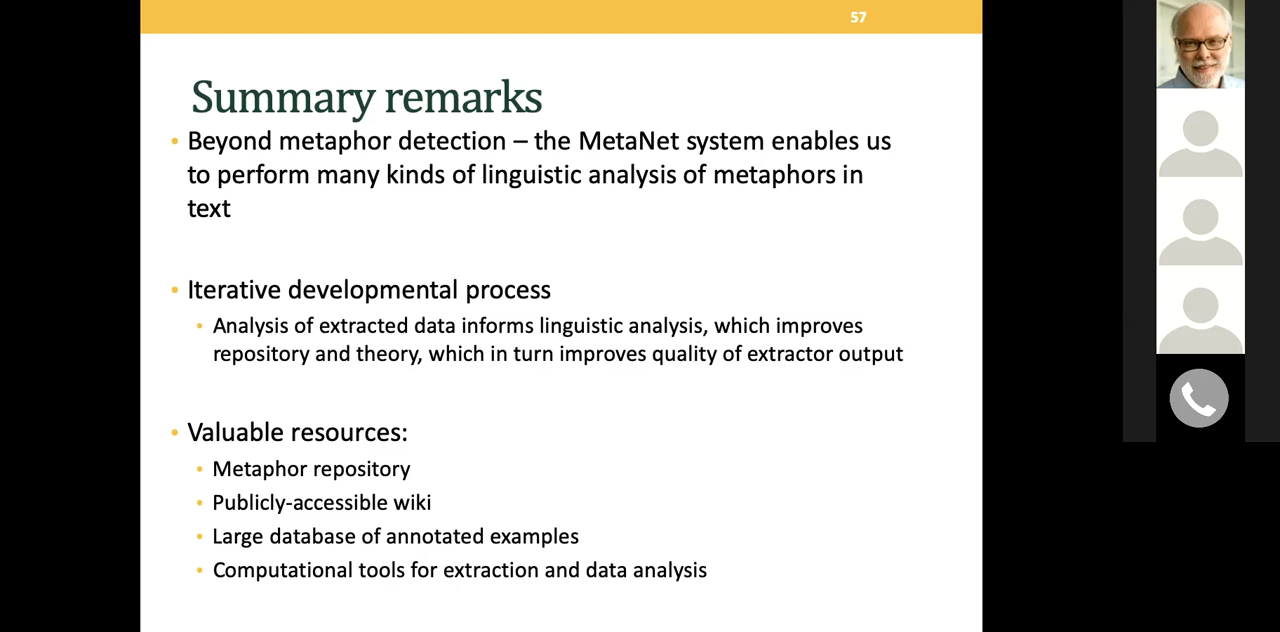 57
Summary remarks
• Beyond metaphor detection – the MetaNet system enables us
to perform many kinds of linguistic analysis of metaphors in
text
• Iterative developmental process
• Analysis of extracted data informs linguistic analysis, which improves
repository and theory, which in turn improves quality of extractor output
• Valuable resources:
• Metaphor repository
• Publicly-accessible wiki
• Large database of annotated examples
• Computational tools for extraction and data analysis